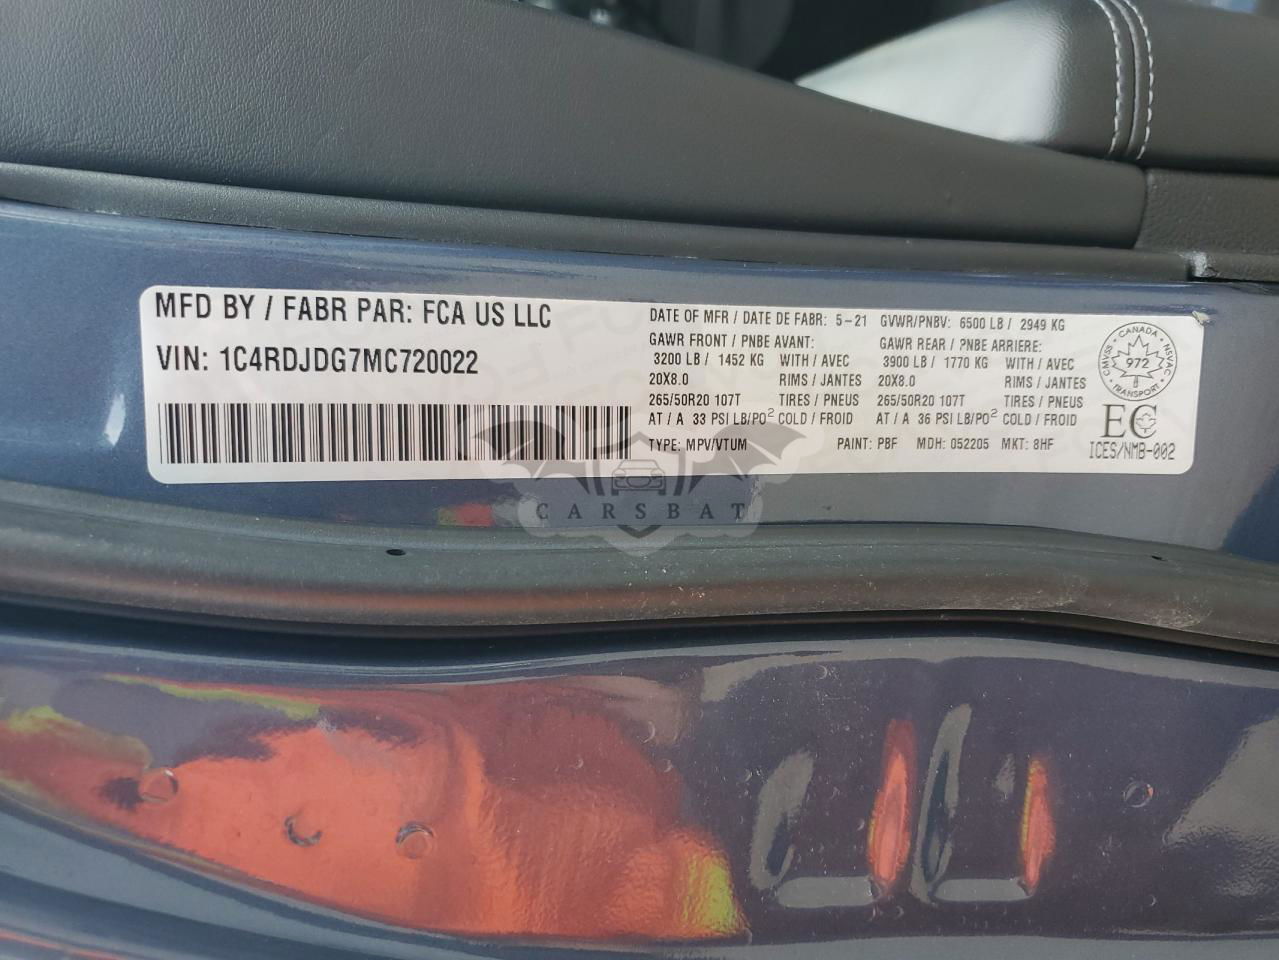 MFD BY / FABR PAR: FCA US LLC
VIN: 1C4RDJDG7MC720022
DATE OF MFR / DATE DE FABR: 5-21 GVWR/PNBV: 6500 LB / 2949 KG
GAWR FRONT / PNBE AVANT: GAWR REAR / PNBE ARRIERE:
3200 LB / 1452 KG WITH / AVEC 3900 LB / 1770 KG WITH / AVEC
20X8.0 RIMS / JANTES 20X8.0 RIMS / JANTES
265/50R20 107T TIRES / PNEUS 265/50R20 107T TIRES / PNEUS
AT / A 33 PSI LB/PO² COLD / FROID AT / A 36 PSI LB/PO² COLD / FROID
TYPE: MPV/VTUM PAINT: PBF MDH: 052205 MKT: 8HF
CANADA
CMVSS 972 NSVAC
TRANSPORT
EC
ICES/NMB-002
CARSBAT